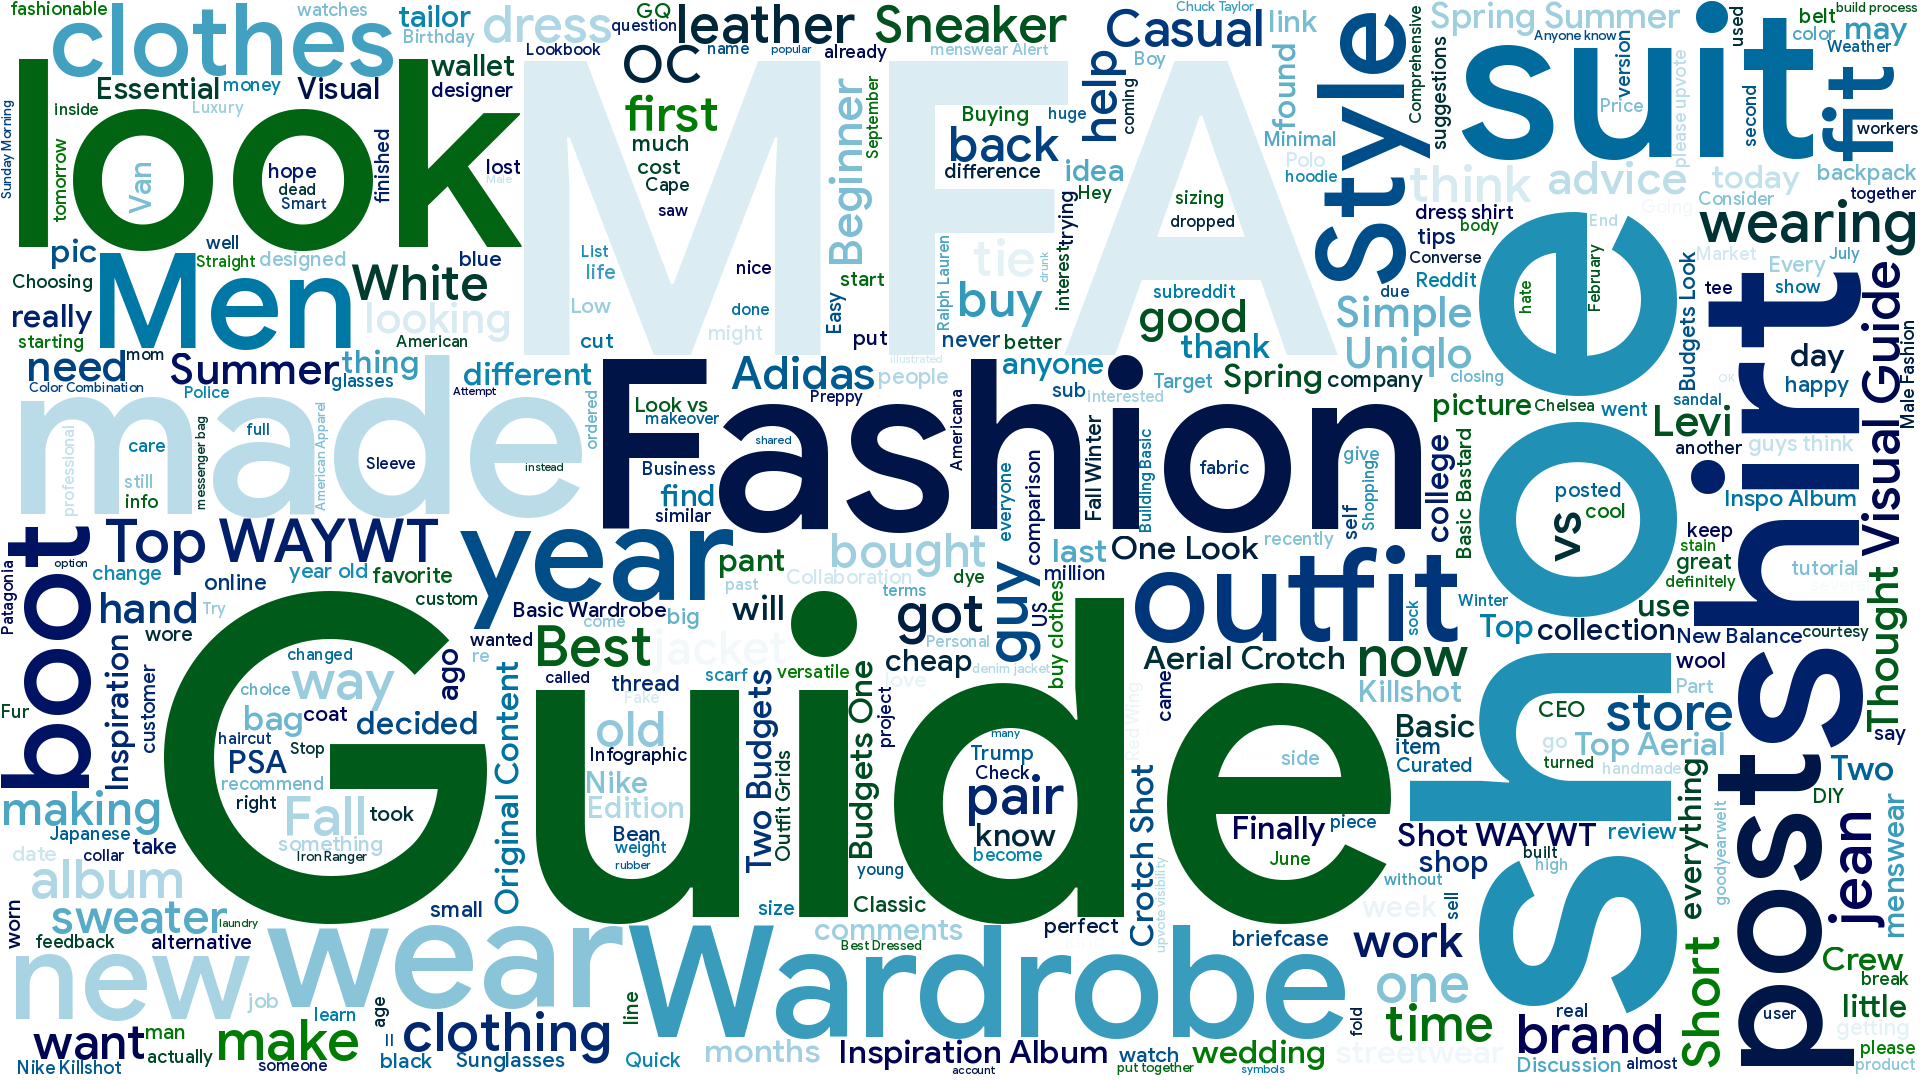 fashionable
watches
tailor
Birthday
GQ
question
dress
Lookbook
leather
name
popular
already
Sneaker
menswear Alert
Chuck Taylor
Casual
link
Boy
Spring Summer
Anyone know
used
belt
build process
color
may
Weather
clothes
Essential
money
Visual
wallet
designer
OC
look
MFA
Style
suit
fit
inside
Luxury
first
much
cost
Cape
saw
Beginner
September
Buying
huge
help
coming
found
Minimal
Comprehensive
suggestions
version
Price
second
please upvote
workers
Sunday Morning
tomorrow
Van
hope
dead
Smart
finished
lost
Male
back
difference
idea
Hey
Polo
hoodie
think
advice
today
Consider
backpack
together
pic
well
Straight
designed
blue
List
life
Low
nice
done
might
cut
start
Easy
put
Ralph Lauren
tie
drunk
interest
trying
sizing
dropped
dress shirt
body
tips
Converse
due
Reddit
End
February
hate
Going
wearing
Market
Every
July
tee
show
Choosing
Men
White
looking
really
starting
mom
American
buy
never
better
subreddit
good
thank
Simple
Uniqlo
Budgets Look
shirt
day
happy
Visual Guide
Male Fashion
need
Color Combination
Police
Summer
thing
glasses
different
Attempt
Adidas
Preppy
people
illustrated
anyone
sub
Interested
Target
Spring
company
closing
sandal
OK
made
Fashion
Shoe
professional
care
still
info
messenger bag
full
American Apparel
Sleeve
instead
ordered
Look vs
makeover
shared
Business
find
similar
Americana
everyone
comparison
Fall Winter
Building Basic
fabric
give
Shopping
self
college
Basic Bastard
picture
Chelsea
went
Levi
another
guys think
posted
cool
vs
Inspo Album
keep
stain
great
definitely
tutorial
boot
option
Patagonia
Top WAYWT
change
online
year old
favorite
custom
year
pant
past
bought
Collaboration
dye
terms
last
million
One Look
recently
outfit
Winter
sock
use
Top
collection
New Balance
courtesy
hand
Try
wore
Basic Wardrobe
come
big
will
wanted
re
Best
jacket
called
thread
scarf
versatile
got
Personal
cheap
love
denim jacket
guy
US
buy clothes
came
Aerial Crotch
now
Killshot
wool
Part
Thought
Guide
Inspiration
customer
Fur
changed
choice
way
ago
bag
coat
decided
haircut
PSA
Stop
recommend
right
Fall
took
something
Iron Ranger
Original Content
Fake
old
Infographic
Nike
Edition
Bean
weight
rubber
Two Budgets
Outfit Grids
Budgets One
project
many
Trump
Check
pair
know
become
Red Wing
side
Crotch Shot
Basic
item
Curated
CEO
go
turned
store
Top Aerial
handmade
say
posts
Two
DIY
making
Japanese
date
collar
take
album
sweater
worn
feedback
alternative
laundry
small
size
young
Classic
comments
Best Dressed
perfect
upvote visibility
Finally
piece
June
Shot WAYWT
shop
built
high
review
everything
goodyearwelt
jean
menswear
without
week
sell
briefcase
work
one
new
wear
Wardrobe
job
Short
Crew
break
little
getting
want
Nike Killshot
man
actually
make
learn
someone
=
age
black
clothing
Sunglasses
line
Quick
months
Inspiration Album
account
watch
put together
wedding
symbols
fold
streetwear
time
real
brand
Discussion
almost
user
please
product